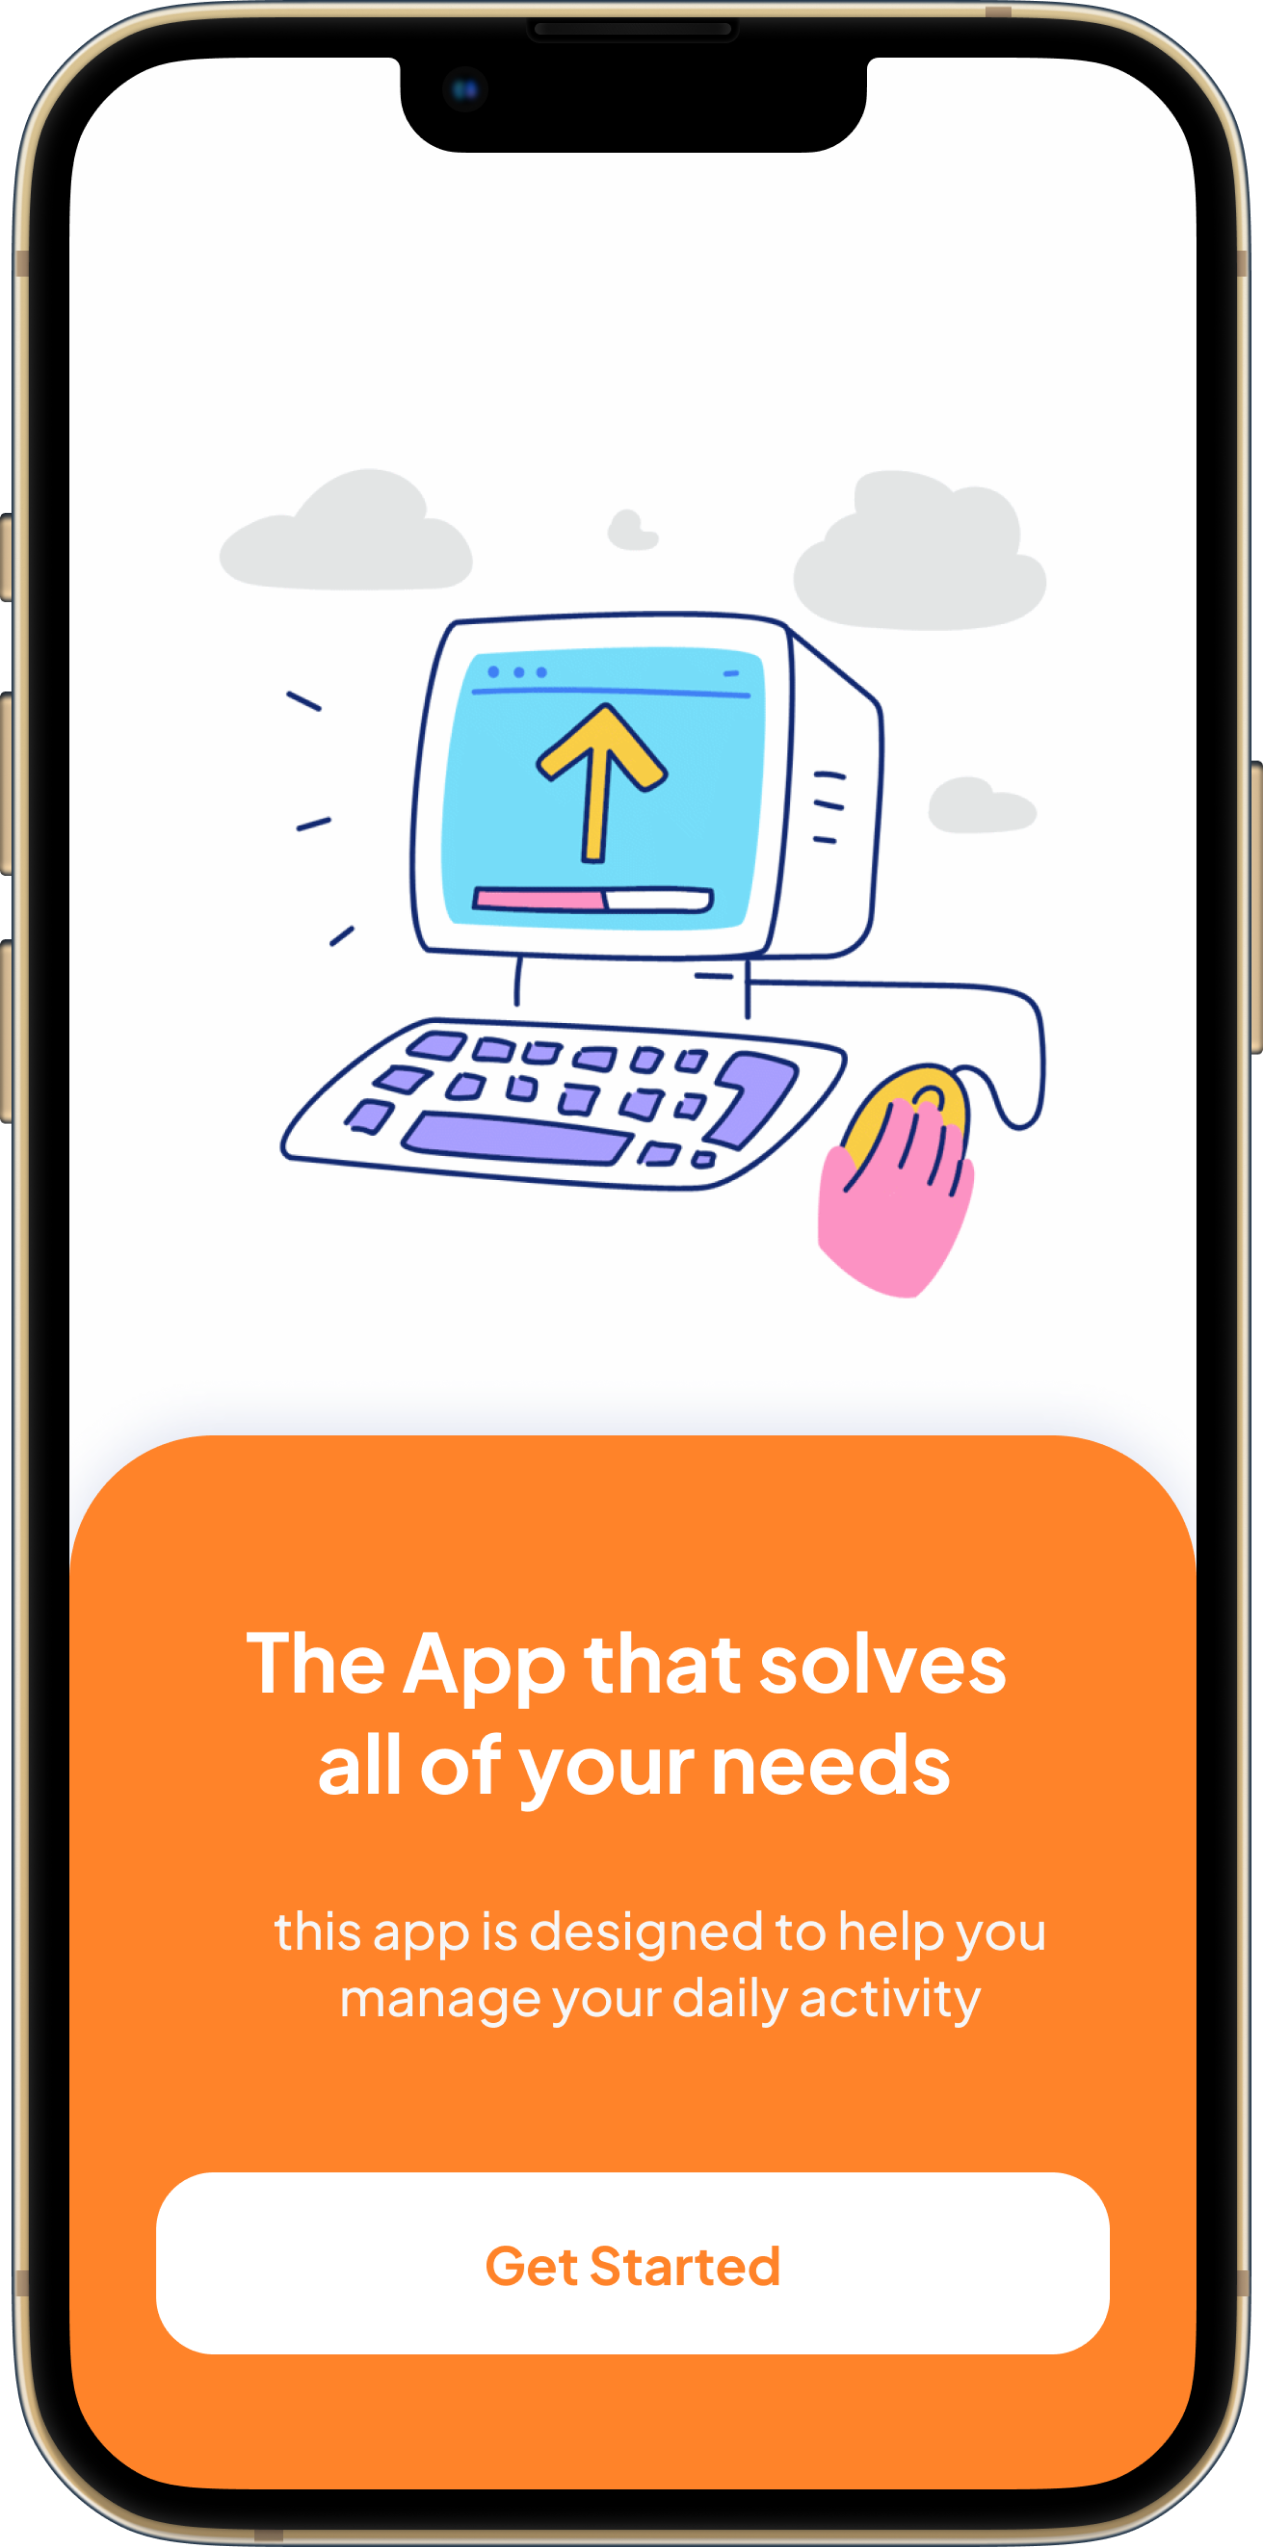 The App that solves
all of your needs
this app is designed to help you
manage your daily activity
Get Started